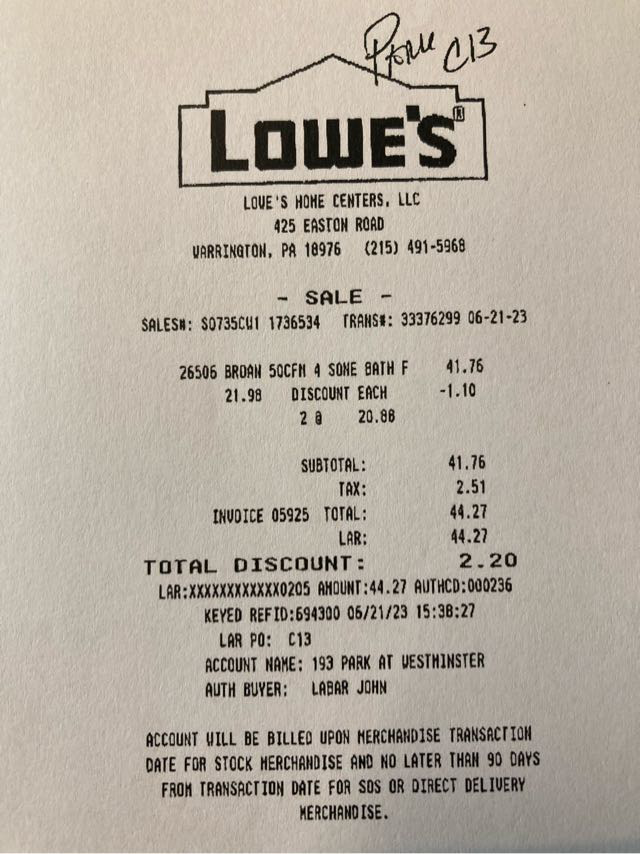 Park C13
LOWE'S®
LOWE'S HOME CENTERS, LLC
425 EASTON ROAD
WARRINGTON, PA 18976 (215) 491-5968
- SALE -
SALES#: S0735CW1 1736534 TRANS#: 33376299 06-21-23
26506 BROAN 50CFM 4 SONE BATH F 41.76
21.98 DISCOUNT EACH -1.10
2 @ 20.88
SUBTOTAL: 41.76
TAX: 2.51
INVOICE 05925 TOTAL: 44.27
LAR: 44.27
TOTAL DISCOUNT: 2.20
LAR:XXXXXXXXXXXX0205 AMOUNT:44.27 AUTHCD:000236
KEYED REFID:694300 06/21/23 15:38:27
LAR PO: C13
ACCOUNT NAME: 193 PARK AT WESTMINSTER
AUTH BUYER: LABAR JOHN
ACCOUNT WILL BE BILLED UPON MERCHANDISE TRANSACTION
DATE FOR STOCK MERCHANDISE AND NO LATER THAN 90 DAYS
FROM TRANSACTION DATE FOR SOS OR DIRECT DELIVERY
MERCHANDISE.